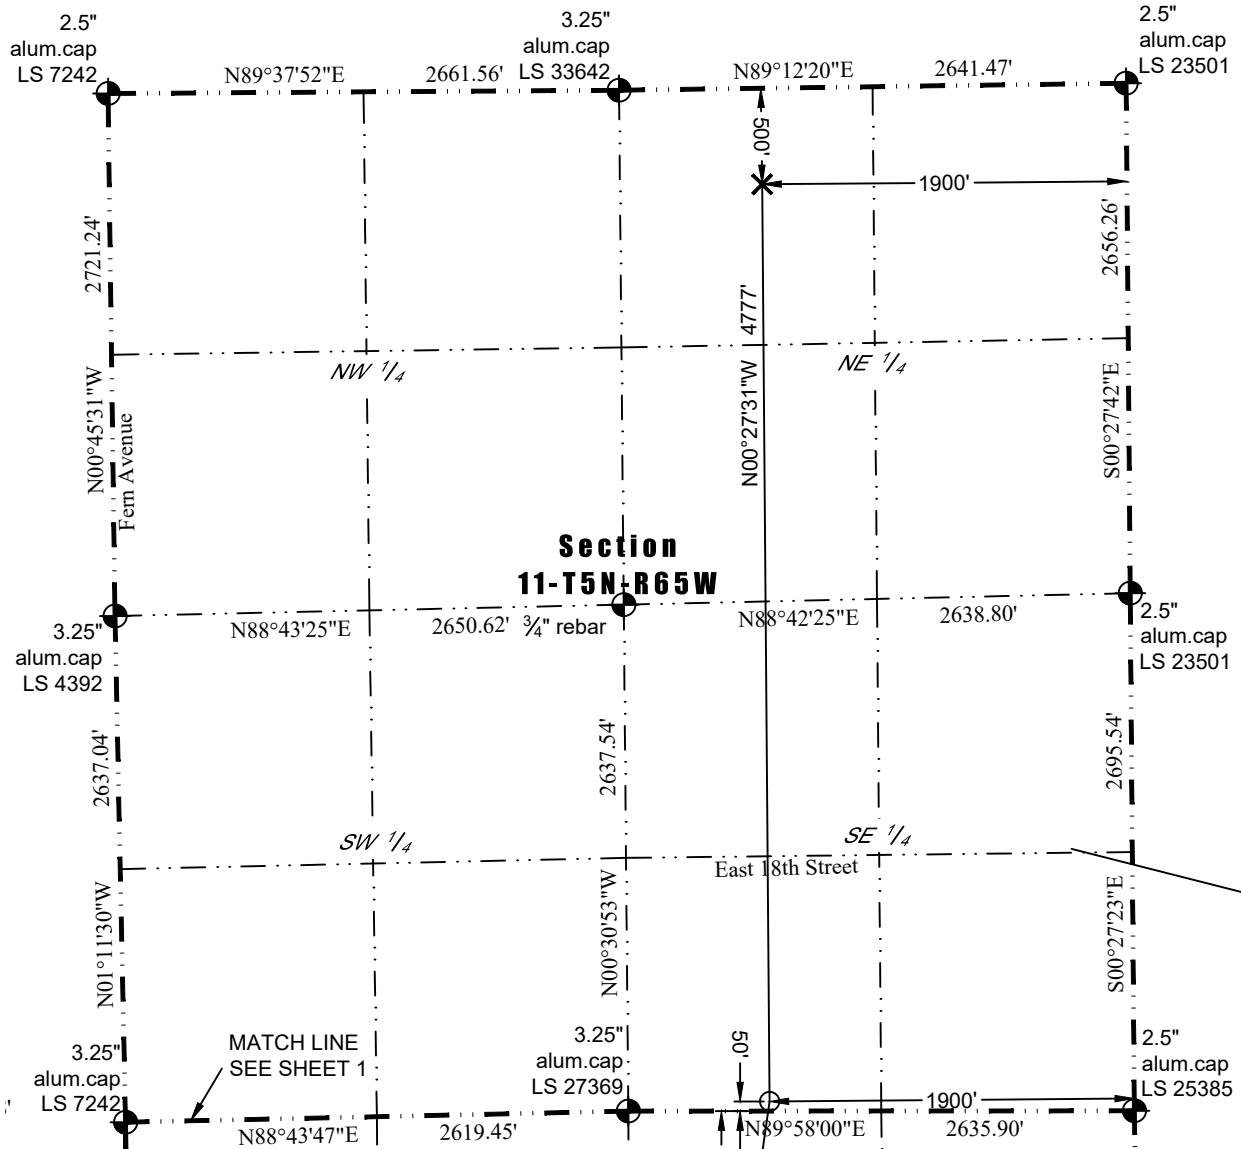 2.5"
alum.cap
LS 7242
3.25"
alum.cap
LS 33642
2.5"
alum.cap
LS 23501
N89°37'52"E
2661.56'
N89°12'20"E
2641.47'
500'
1900'
2721.24'
2656.26'
4777'
N00°27'31"W
NW 1/4
NE 1/4
N00°45'31"W
Fern Avenue
S00°27'42"E
Section
11-T5N-R65W
N88°43'25"E
2650.62'
3/4" rebar
N88°42'25"E
2638.80'
3.25"
alum.cap
LS 4392
2.5"
alum.cap
LS 23501
2637.04'
2637.54'
2695.54'
SW 1/4
SE 1/4
East 18th Street
N01°11'30"W
N00°30'53"W
S00°27'23"E
MATCH LINE
SEE SHEET 1
3.25"
alum.cap
LS 7242
3.25"
alum.cap
LS 27369
50'
1900'
2.5"
alum.cap
LS 25385
N88°43'47"E
2619.45'
N89°58'00"E
2635.90'